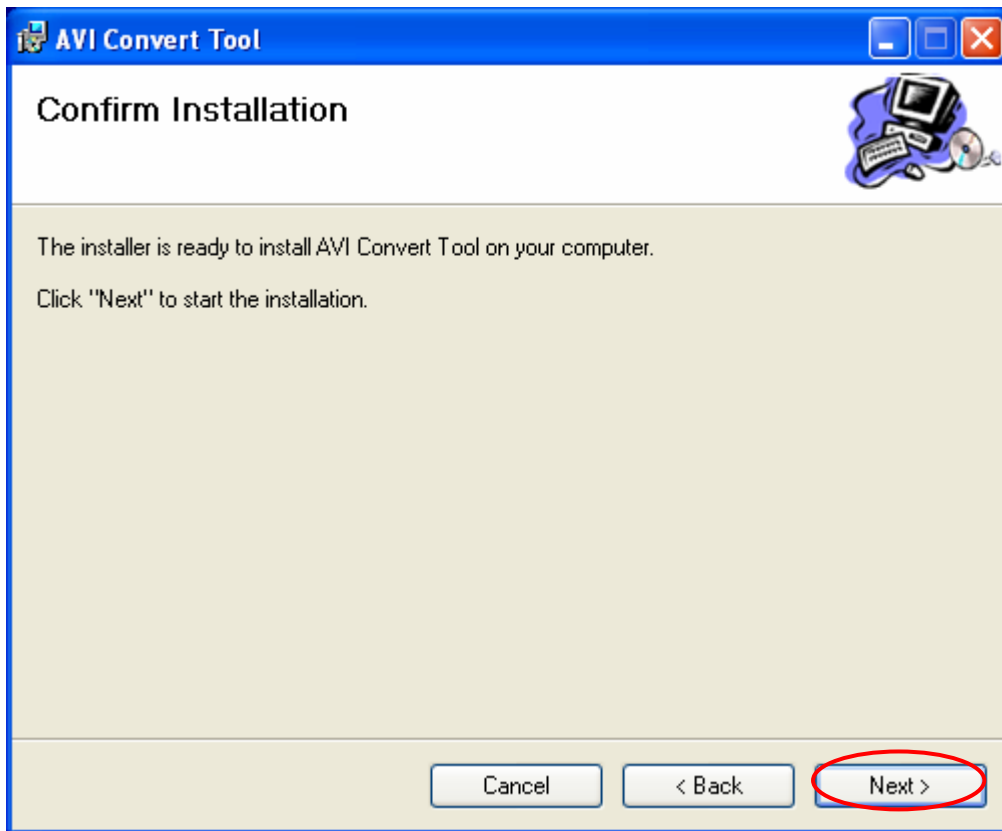 AVI Convert Tool
Confirm Installation
The installer is ready to install AVI Convert Tool on your computer.
Click "Next" to start the installation.
Cancel
< Back
Next >